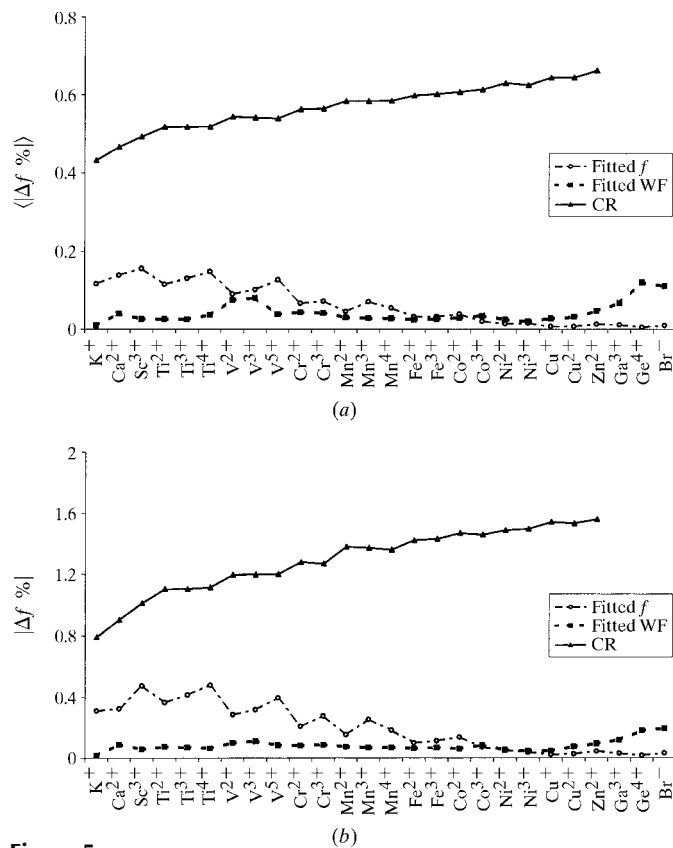 0.8
0.6
0.4
0.2
0
⟨|Δf %|⟩
Fitted f
Fitted WF
CR
K+
Ca2+
Sc3+
Ti2+
Ti3+
Ti4+
V2+
V3+
V5+
Cr2+
Cr3+
Mn2+
Mn3+
Mn4+
Fe2+
Fe3+
Co2+
Co3+
Ni2+
Ni3+
Cu+
Cu2+
Zn2+
Ga3+
Ge4+
Br−
(a)
2
1.6
1.2
0.8
0.4
0
|Δf %|
Fitted f
Fitted WF
CR
K+
Ca2+
Sc3+
Ti2+
Ti3+
Ti4+
V2+
V3+
V5+
Cr2+
Cr3+
Mn2+
Mn3+
Mn4+
Fe2+
Fe3+
Co2+
Co3+
Ni2+
Ni3+
Cu+
Cu2+
Zn2+
Ga3+
Ge4+
Br−
(b)